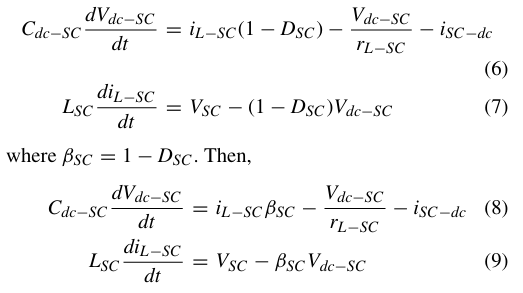 $C_{dc-SC}\frac{dV_{dc-SC}}{dt} = i_{L-SC}(1 - D_{SC}) - \frac{V_{dc-SC}}{r_{L-SC}} - i_{SC-dc}$
(6)
$L_{SC}\frac{di_{L-SC}}{dt} = V_{SC} - (1 - D_{SC})V_{dc-SC}$ (7)
where $\beta_{SC} = 1 - D_{SC}$. Then,
$C_{dc-SC}\frac{dV_{dc-SC}}{dt} = i_{L-SC}\beta_{SC} - \frac{V_{dc-SC}}{r_{L-SC}} - i_{SC-dc}$ (8)
$L_{SC}\frac{di_{L-SC}}{dt} = V_{SC} - \beta_{SC}V_{dc-SC}$ (9)